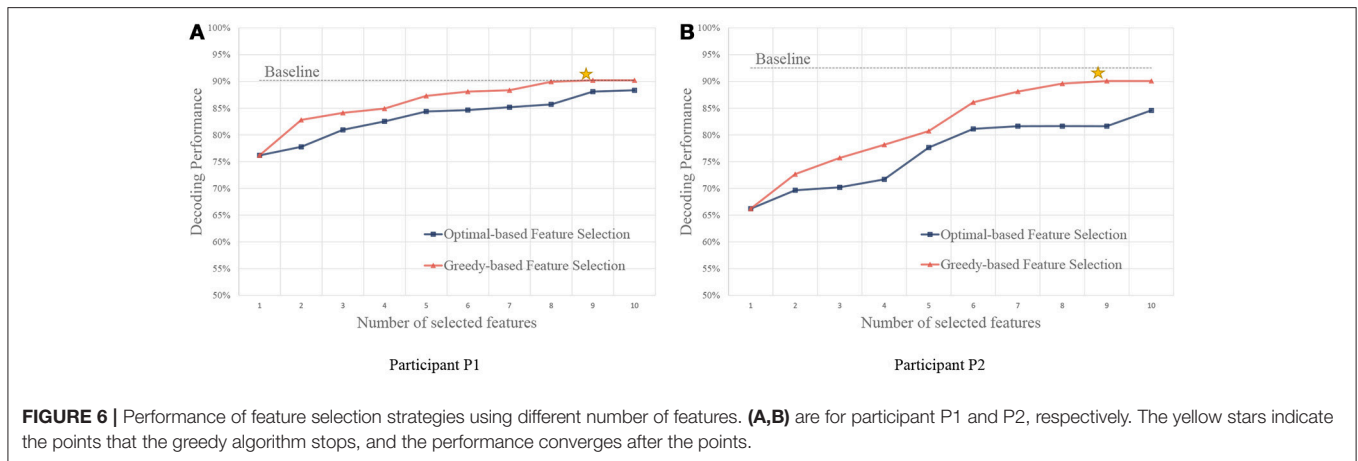 A
100%
95%
90%
85%
80%
75%
70%
65%
60%
55%
50%
Decoding Performance
Baseline
Optimal-based Feature Selection
Greedy-based Feature Selection
1 2 3 4 5 6 7 8 9 10
Number of selected features
Participant P1
B
100%
95%
90%
85%
80%
75%
70%
65%
60%
55%
50%
Decoding Performance
Baseline
Optimal-based Feature Selection
Greedy-based Feature Selection
1 2 3 4 5 6 7 8 9 10
Number of selected features
Participant P2
FIGURE 6 | Performance of feature selection strategies using different number of features. (A,B) are for participant P1 and P2, respectively. The yellow stars indicate
the points that the greedy algorithm stops, and the performance converges after the points.